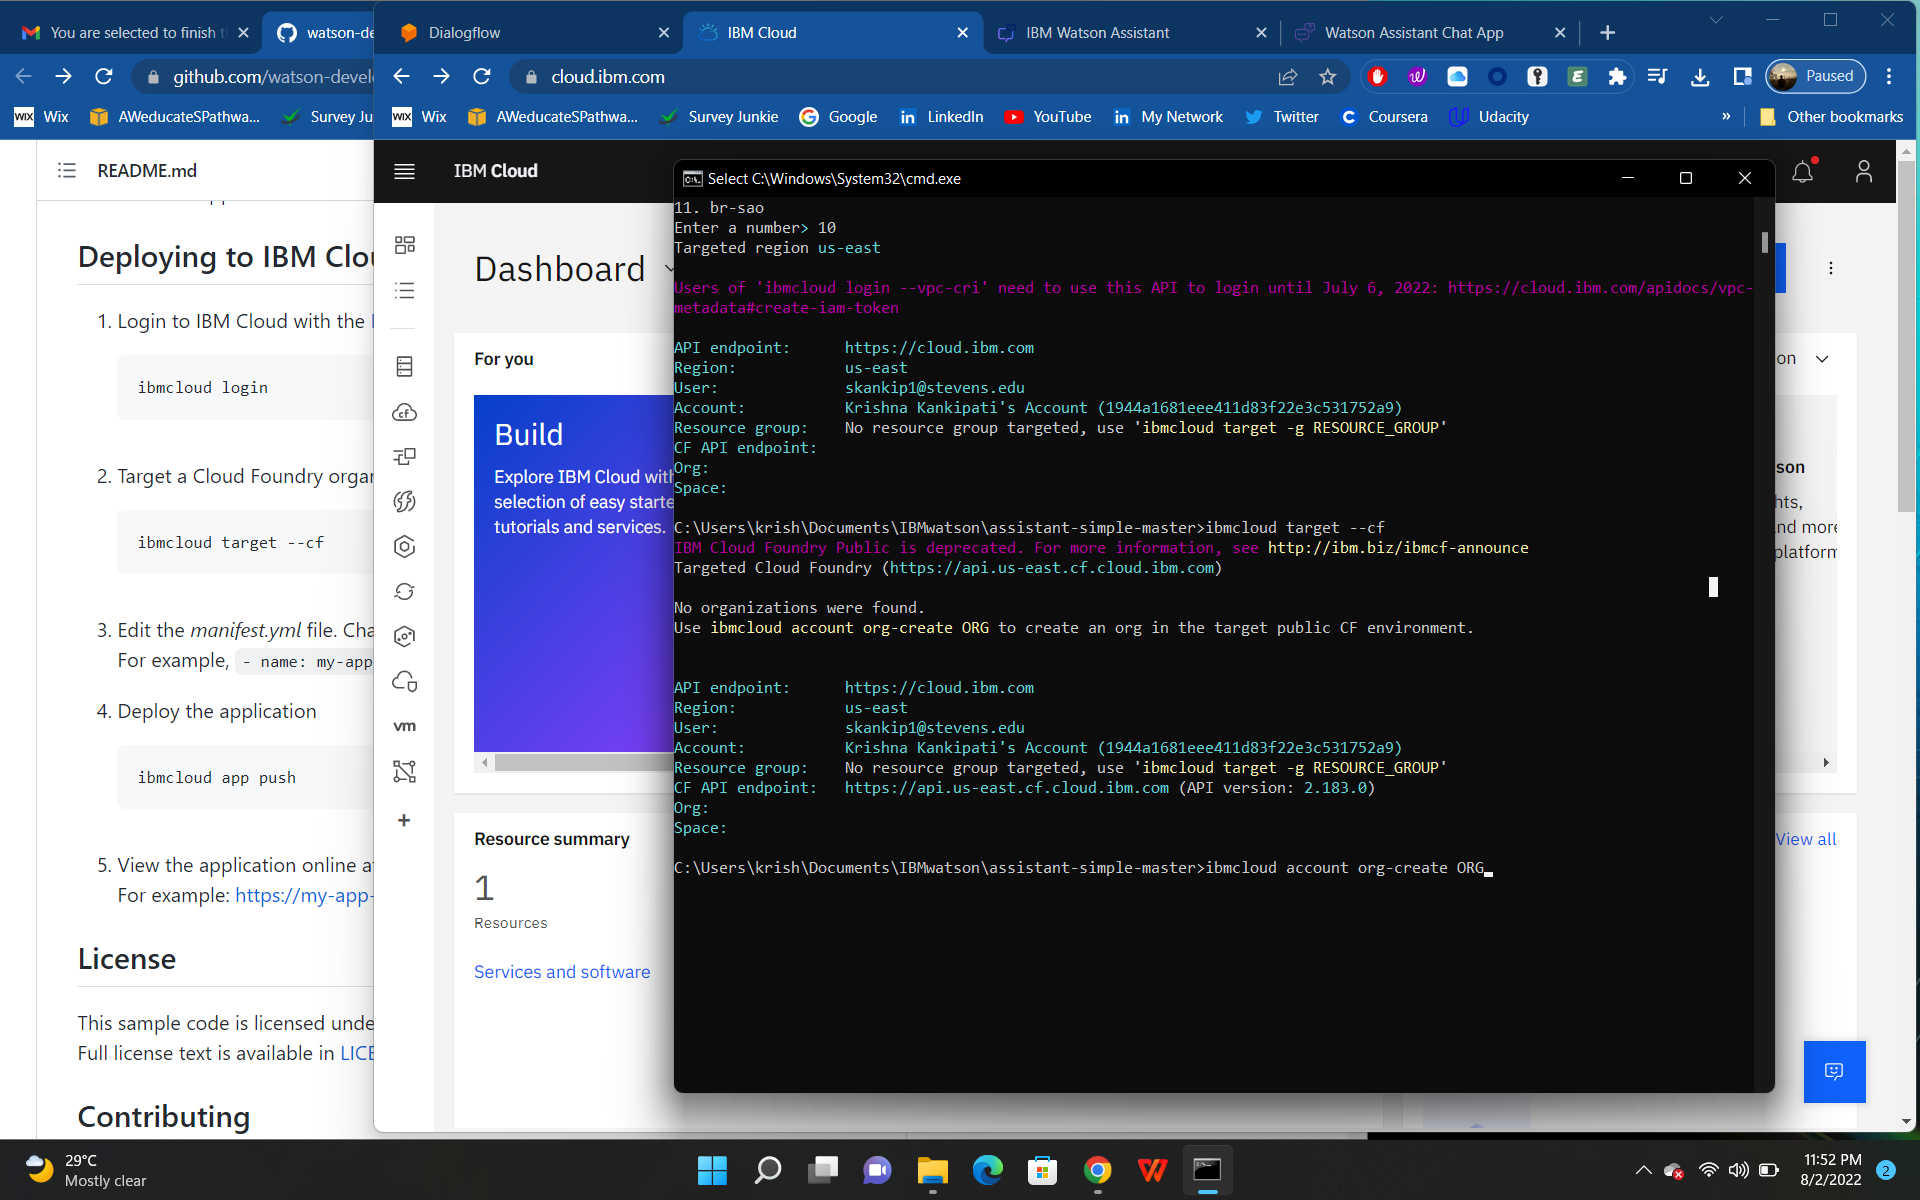 You are selected to finish t
watson-de
Dialogflow
IBM Cloud
IBM Watson Assistant
Watson Assistant Chat App
github.com/watson-devel
cloud.ibm.com
Paused
WIX Wix
AWeducateSPathwa...
Survey Ju
WIX Wix
AWeducateSPathwa...
Survey Junkie
Google
LinkedIn
YouTube
My Network
Twitter
Coursera
Udacity
»
Other bookmarks
README.md
Deploying to IBM Clou
1. Login to IBM Cloud with the I
ibmcloud login
2. Target a Cloud Foundry organ
ibmcloud target --cf
3. Edit the manifest.yml file. Cha
For example, - name: my-app
4. Deploy the application
ibmcloud app push
5. View the application online at
For example: https://my-app-
License
This sample code is licensed unde
Full license text is available in LICE
Contributing
IBM Cloud
Dashboard
For you
Build
Explore IBM Cloud with
selection of easy starte
tutorials and services.
vm
Resource summary
1
Resources
Services and software
on
son
hts,
nd more
platform
View all
Select C:\Windows\System32\cmd.exe
11. br-sao
Enter a number> 10
Targeted region us-east
Users of 'ibmcloud login --vpc-cri' need to use this API to login until July 6, 2022: https://cloud.ibm.com/apidocs/vpc-
metadata#create-iam-token
API endpoint: https://cloud.ibm.com
Region: us-east
User: skankip1@stevens.edu
Account: Krishna Kankipati's Account (1944a1681eee411d83f22e3c531752a9)
Resource group: No resource group targeted, use 'ibmcloud target -g RESOURCE_GROUP'
CF API endpoint:
Org:
Space:
C:\Users\krish\Documents\IBMwatson\assistant-simple-master>ibmcloud target --cf
IBM Cloud Foundry Public is deprecated. For more information, see http://ibm.biz/ibmcf-announce
Targeted Cloud Foundry (https://api.us-east.cf.cloud.ibm.com)
No organizations were found.
Use ibmcloud account org-create ORG to create an org in the target public CF environment.
API endpoint: https://cloud.ibm.com
Region: us-east
User: skankip1@stevens.edu
Account: Krishna Kankipati's Account (1944a1681eee411d83f22e3c531752a9)
Resource group: No resource group targeted, use 'ibmcloud target -g RESOURCE_GROUP'
CF API endpoint: https://api.us-east.cf.cloud.ibm.com (API version: 2.183.0)
Org:
Space:
C:\Users\krish\Documents\IBMwatson\assistant-simple-master>ibmcloud account org-create ORG
29°C
Mostly clear
11:52 PM
8/2/2022
2